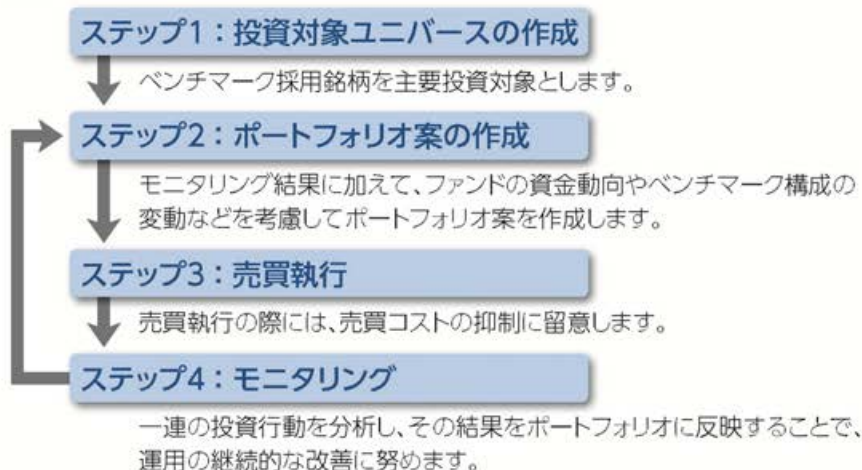 ステップ1：投資対象ユニバースの作成
ベンチマーク採用銘柄を主要投資対象とします。
ステップ2：ポートフォリオ案の作成
モニタリング結果に加えて、ファンドの資金動向やベンチマーク構成の
変動などを考慮してポートフォリオ案を作成します。
ステップ3：売買執行
売買執行の際には、売買コストの抑制に留意します。
ステップ4：モニタリング
一連の投資行動を分析し、その結果をポートフォリオに反映することで、
運用の継続的な改善に努めます。